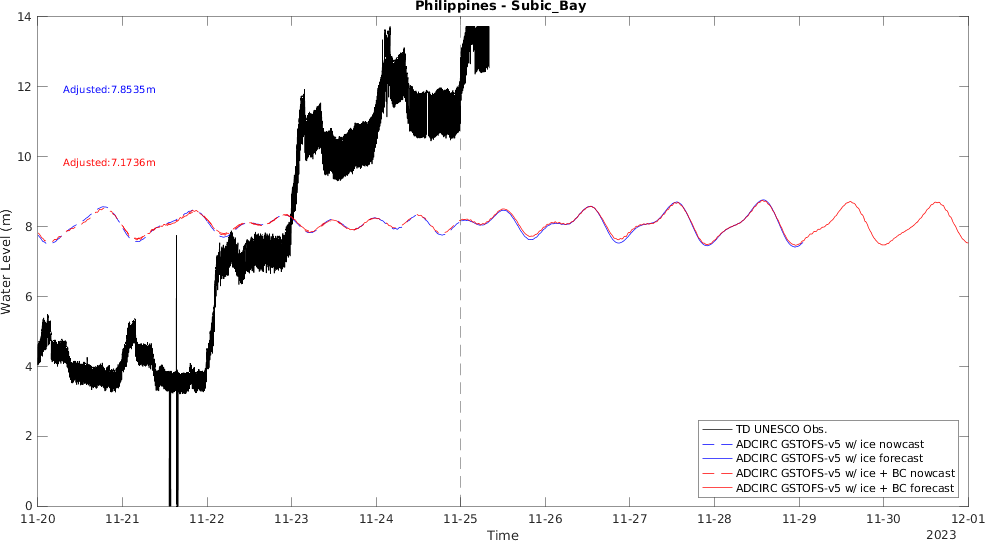 Philippines - Subic_Bay
14
12
10
8
6
4
2
0
Water Level (m)
Adjusted:7.8535m
Adjusted:7.1736m
TD UNESCO Obs.
ADCIRC GSTOFS-v5 w/ ice nowcast
ADCIRC GSTOFS-v5 w/ ice forecast
ADCIRC GSTOFS-v5 w/ ice + BC nowcast
ADCIRC GSTOFS-v5 w/ ice + BC forecast
11-20 11-21 11-22 11-23 11-24 11-25 11-26 11-27 11-28 11-29 11-30 12-01
Time
2023